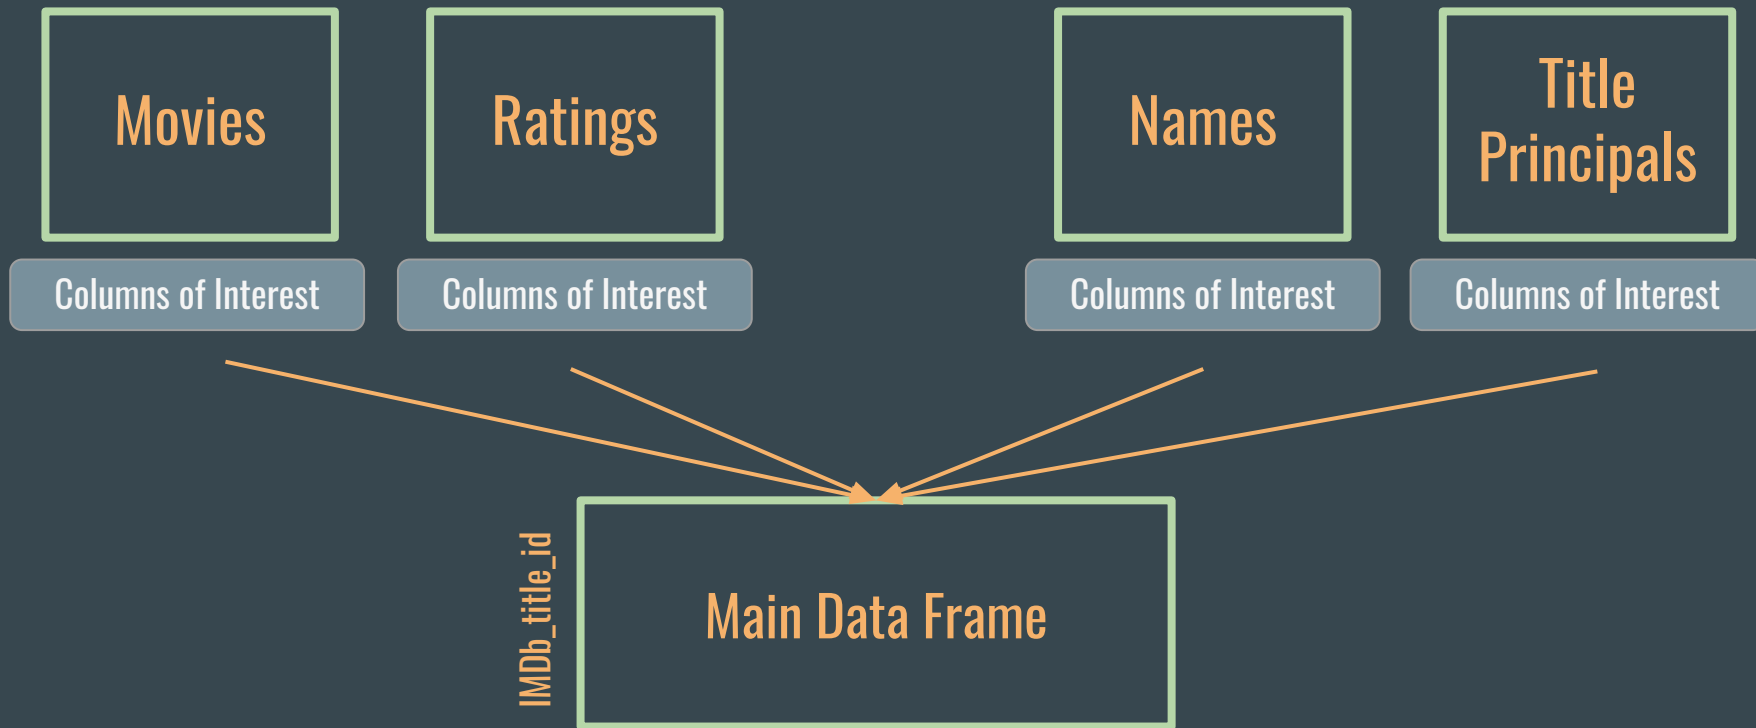 Movies
Ratings
Names
Title
Principals
Columns of Interest
Columns of Interest
Columns of Interest
Columns of Interest
IMDb_title_id
Main Data Frame